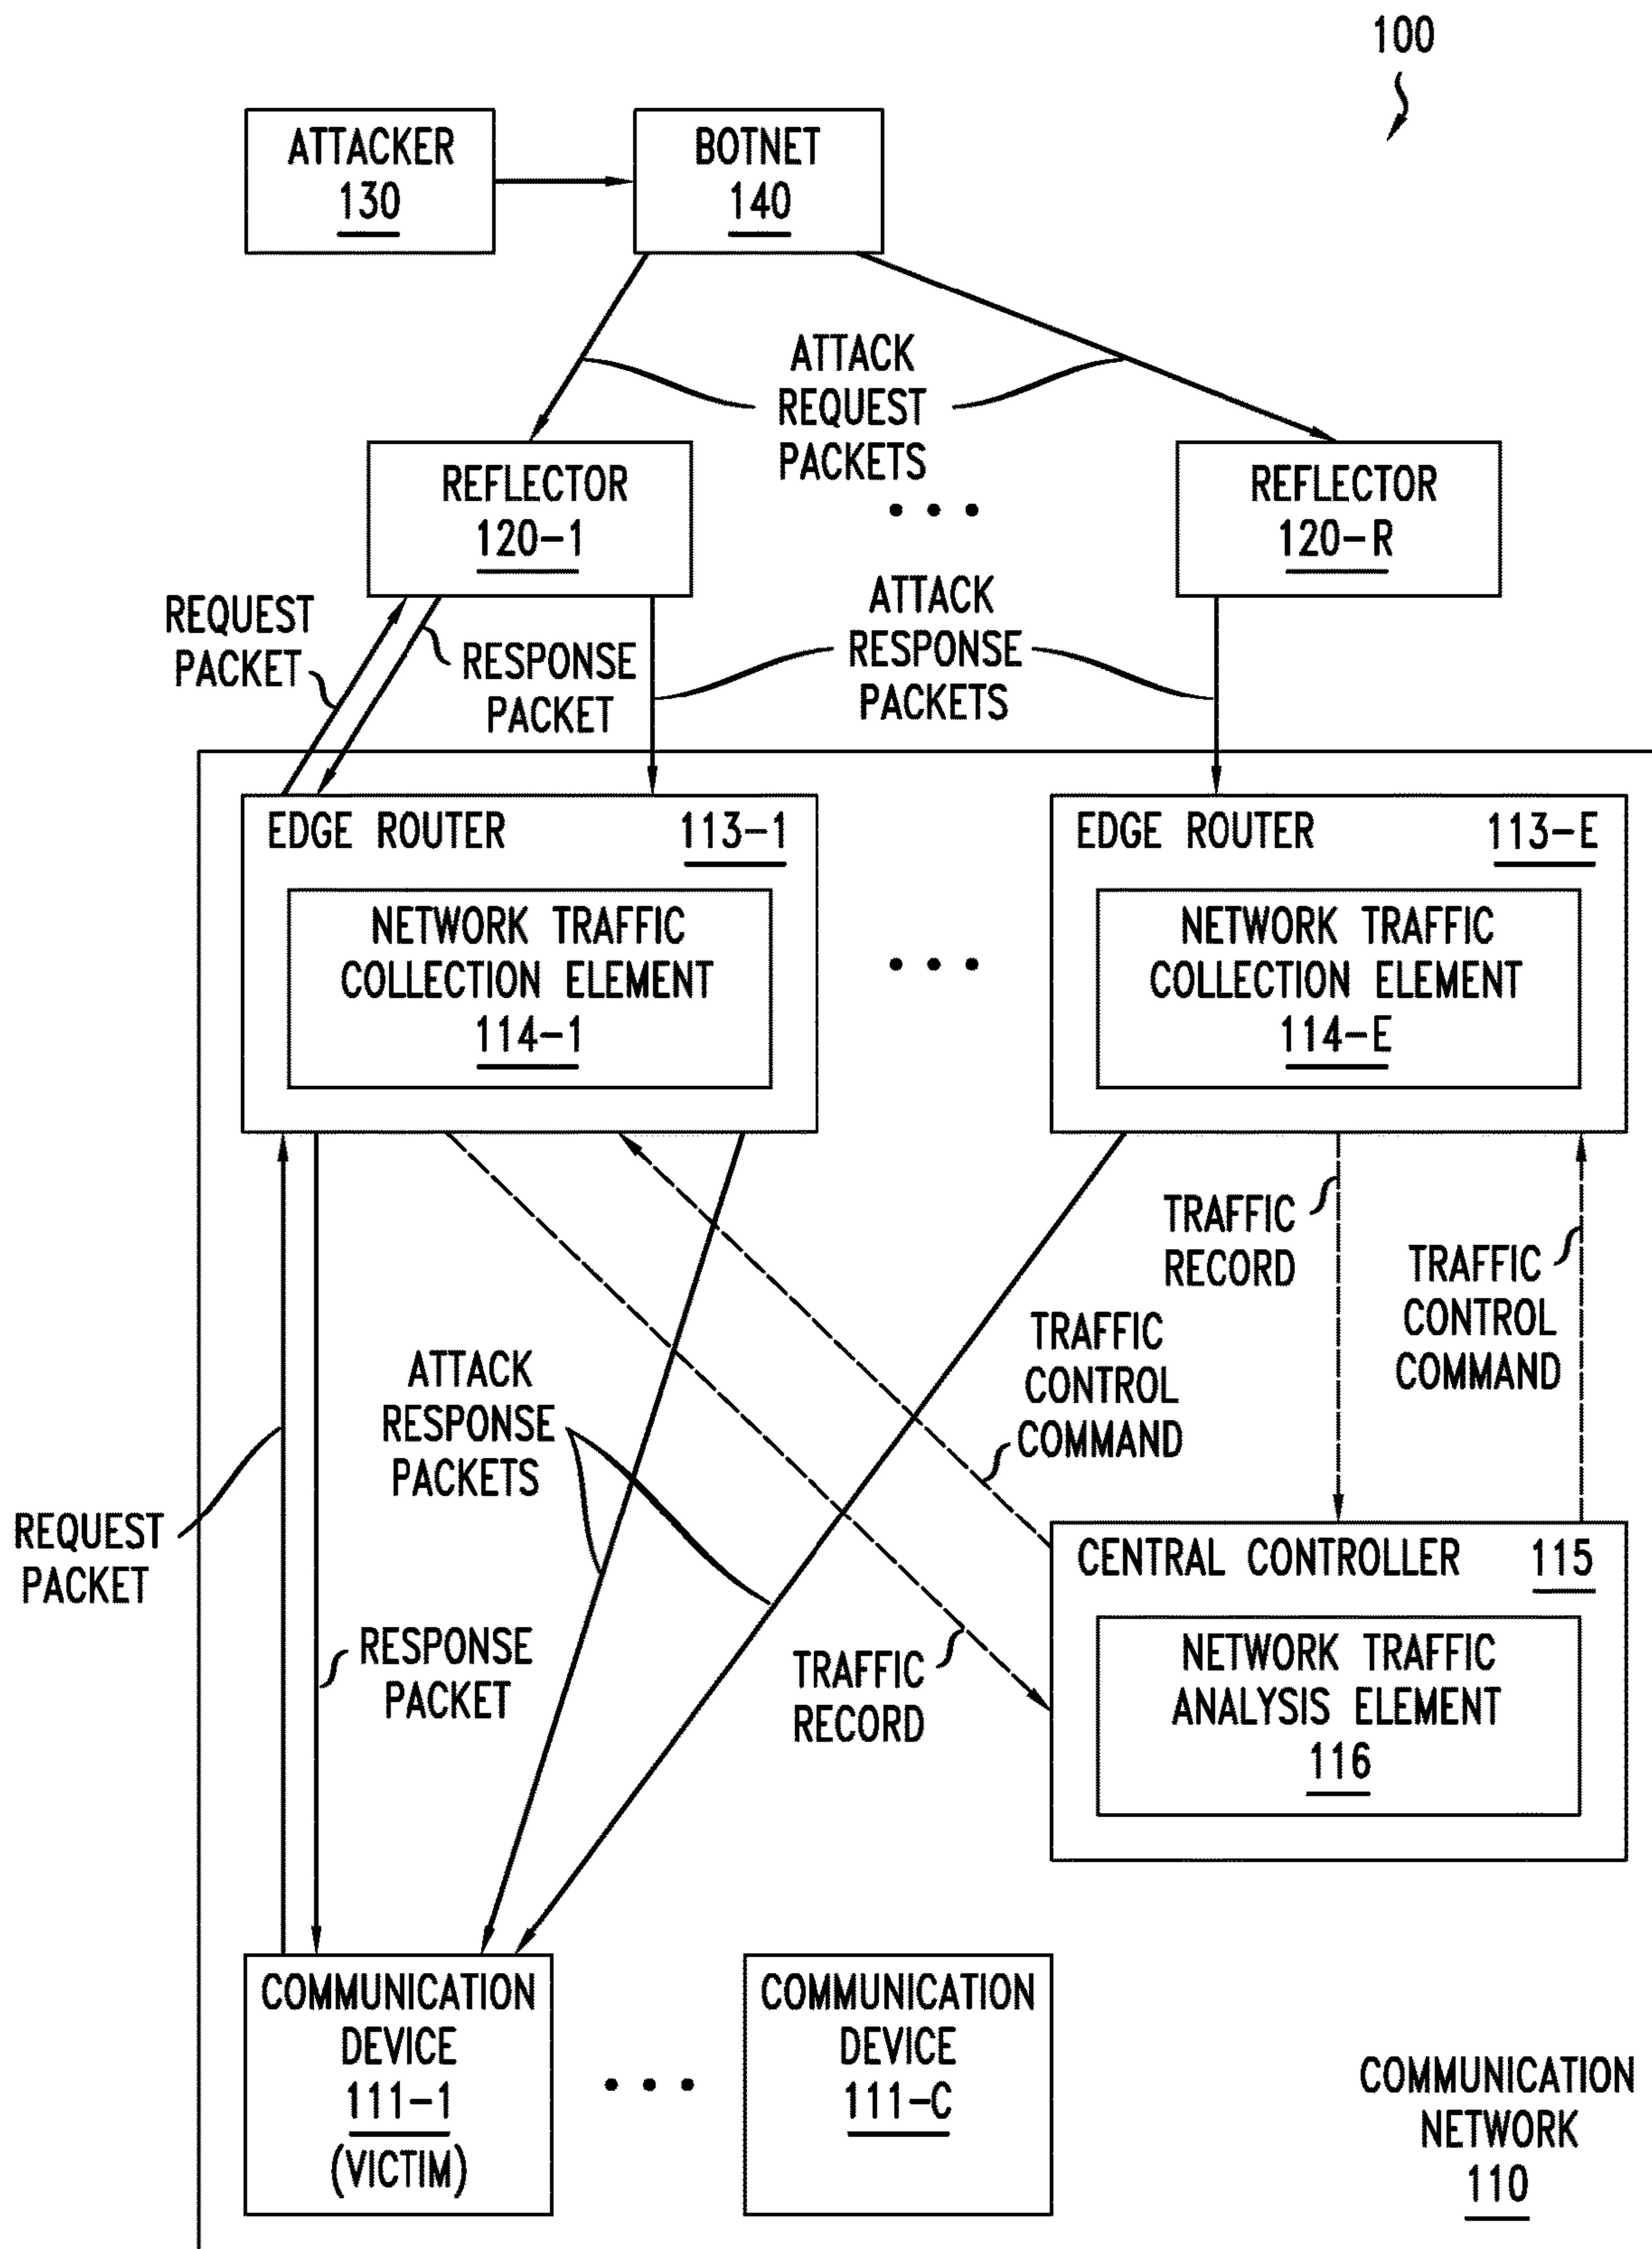 100
ATTACKER
130
BOTNET
140
ATTACK
REQUEST
PACKETS
REFLECTOR
120-1
REFLECTOR
120-R
REQUEST
PACKET
RESPONSE
PACKET
ATTACK
RESPONSE
PACKETS
EDGE ROUTER 113-1
NETWORK TRAFFIC
COLLECTION ELEMENT
114-1
EDGE ROUTER 113-E
NETWORK TRAFFIC
COLLECTION ELEMENT
114-E
TRAFFIC
RECORD
TRAFFIC
CONTROL
COMMAND
TRAFFIC
CONTROL
COMMAND
ATTACK
RESPONSE
PACKETS
REQUEST
PACKET
RESPONSE
PACKET
TRAFFIC
RECORD
CENTRAL CONTROLLER 115
NETWORK TRAFFIC
ANALYSIS ELEMENT
116
COMMUNICATION
DEVICE
111-1
(VICTIM)
COMMUNICATION
DEVICE
111-C
COMMUNICATION
NETWORK
110